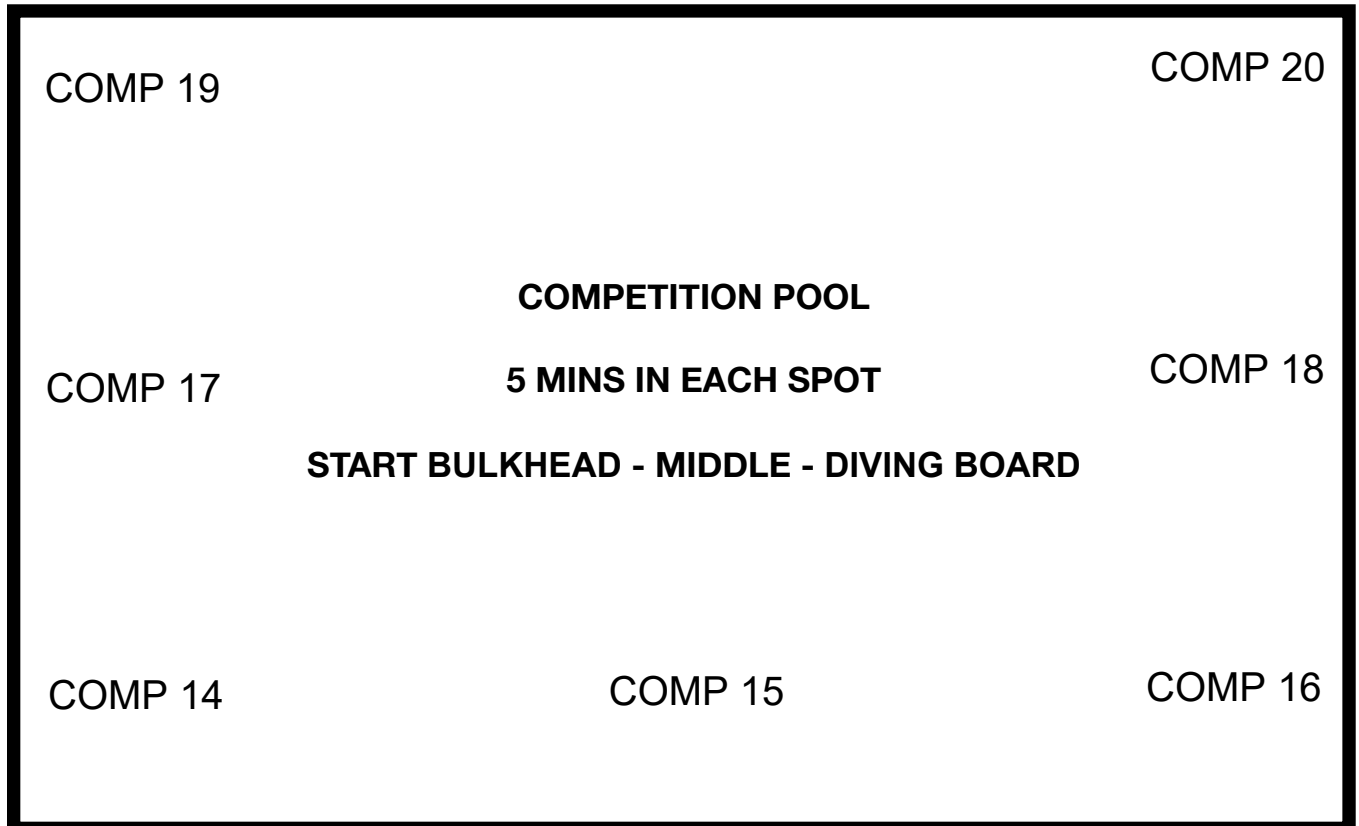 COMP 19
COMP 20
COMPETITION POOL
COMP 17
5 MINS IN EACH SPOT
COMP 18
START BULKHEAD - MIDDLE - DIVING BOARD
COMP 14
COMP 15
COMP 16